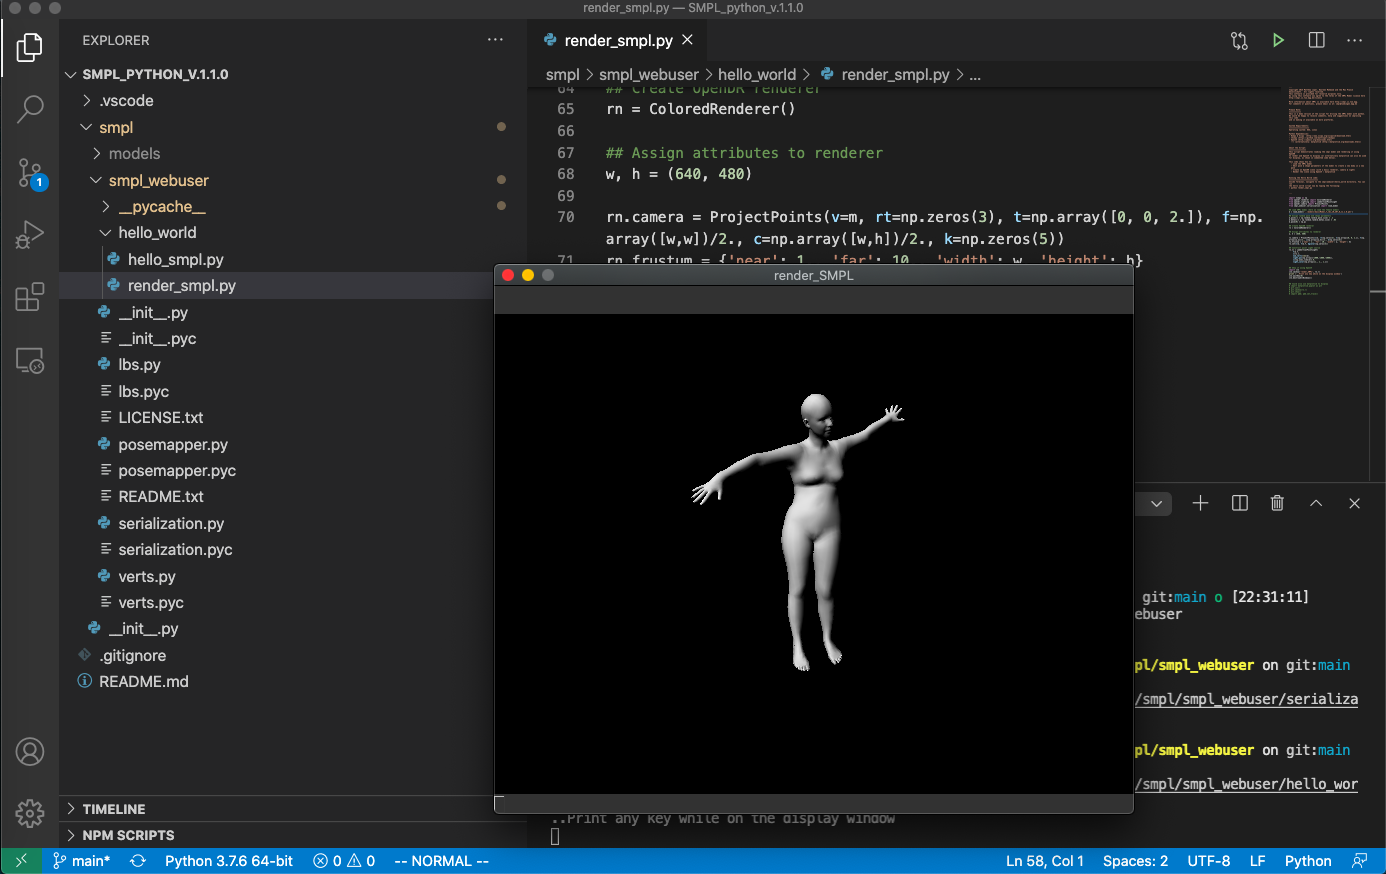 render_smpl.py — SMPL_python_v.1.1.0
EXPLORER
SMPL_PYTHON_V.1.1.0
.vscode
smpl
models
smpl_webuser
__pycache__
hello_world
hello_smpl.py
render_smpl.py
__init__.py
__init__.pyc
lbs.py
lbs.pyc
LICENSE.txt
posemapper.py
posemapper.pyc
README.txt
serialization.py
serialization.pyc
verts.py
verts.pyc
__init__.py
.gitignore
README.md
TIMELINE
NPM SCRIPTS
1
render_smpl.py
smpl > smpl_webuser > hello_world > render_smpl.py > ...
64 ## Create OpenDR renderer
65 rn = ColoredRenderer()
66
67 ## Assign attributes to renderer
68 w, h = (640, 480)
69
70 rn.camera = ProjectPoints(v=m, rt=np.zeros(3), t=np.array([0, 0, 2.]), f=np.
array([w,w])/2., c=np.array([w,h])/2., k=np.zeros(5))
71 rn.frustum = {'near': 1., 'far': 10., 'width': w, 'height': h}
render_SMPL
git:main o [22:31:11]
ebuser
pl/smpl_webuser on git:main
/smpl/smpl_webuser/serializa
pl/smpl_webuser on git:main
/smpl/smpl_webuser/hello_wor
..Print any key while on the display window
main*
Python 3.7.6 64-bit
0
0
-- NORMAL --
Ln 58, Col 1
Spaces: 2
UTF-8
LF
Python